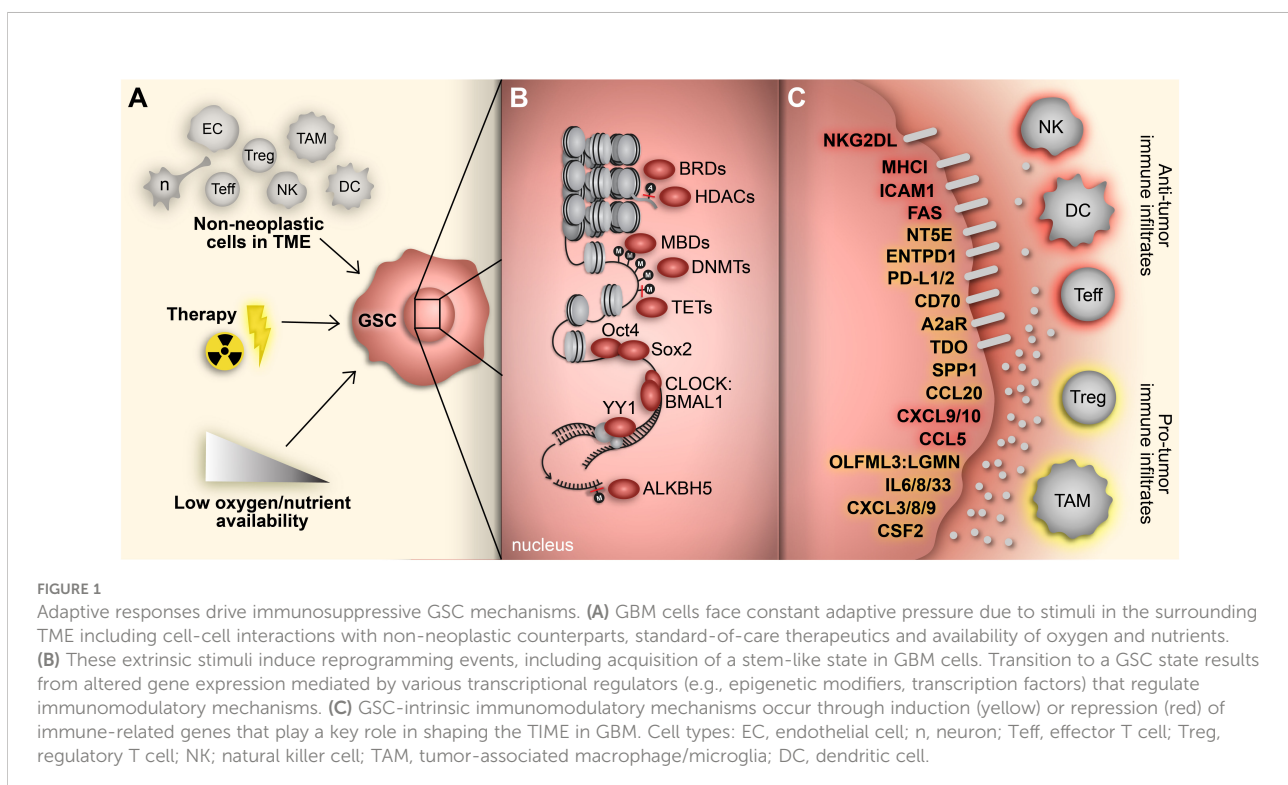 A
EC
Treg
TAM
n
Teff
NK
DC
Non-neoplastic
cells in TME
Therapy
GSC
Low oxygen/nutrient
availability
B
BRDs
A
HDACs
MBDs
M
M
M
DNMTs
M
M
TETs
Oct4
Sox2
CLOCK:
BMAL1
YY1
ALKBH5
M
nucleus
C
NKG2DL
MHCI
ICAM1
FAS
NT5E
ENTPD1
PD-L1/2
CD70
A2aR
TDO
SPP1
CCL20
CXCL9/10
CCL5
OLFML3:LGMN
IL6/8/33
CXCL3/8/9
CSF2
NK
DC
Teff
Treg
TAM
Anti-tumor
immune infiltrates
Pro-tumor
immune infiltrates
FIGURE 1
Adaptive responses drive immunosuppressive GSC mechanisms. (A) GBM cells face constant adaptive pressure due to stimuli in the surrounding
TME including cell-cell interactions with non-neoplastic counterparts, standard-of-care therapeutics and availability of oxygen and nutrients.
(B) These extrinsic stimuli induce reprogramming events, including acquisition of a stem-like state in GBM cells. Transition to a GSC state results
from altered gene expression mediated by various transcriptional regulators (e.g., epigenetic modifiers, transcription factors) that regulate
immunomodulatory mechanisms. (C) GSC-intrinsic immunomodulatory mechanisms occur through induction (yellow) or repression (red) of
immune-related genes that play a key role in shaping the TIME in GBM. Cell types: EC, endothelial cell; n, neuron; Teff, effector T cell; Treg,
regulatory T cell; NK; natural killer cell; TAM, tumor-associated macrophage/microglia; DC, dendritic cell.